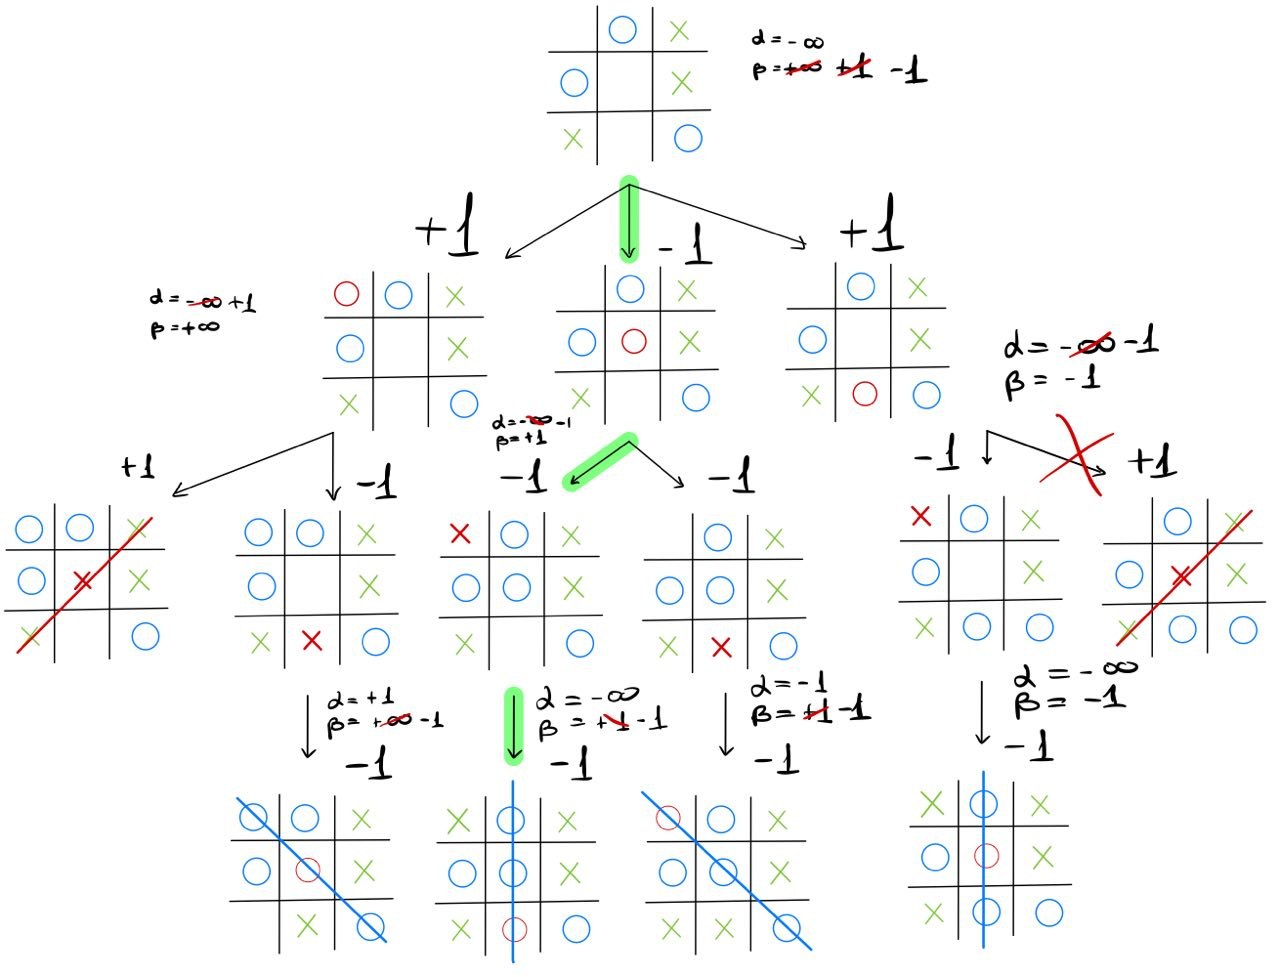 α = -∞
β = +∞ +1 -1
+1
-1
+1
α = -∞ +1
β = +∞
α = -∞ -1
β = -1
α = -∞ -1
β = +1
+1
-1
-1
-1
-1
+1
α = +1
β = +∞ -1
-1
α = -∞
β = +1 -1
-1
α = -1
β = +1 -1
-1
α = -∞
β = -1
-1